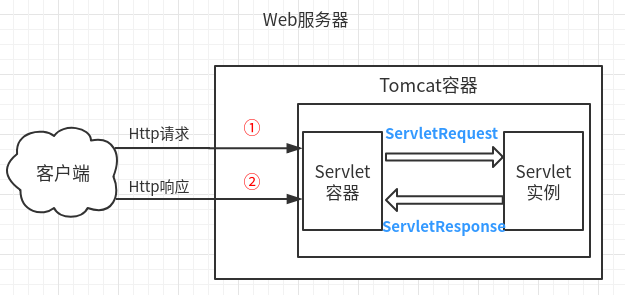 Web服务器
Tomcat容器
Http请求
①
ServletRequest
客户端
Servlet
容器
Servlet
实例
Http响应
②
ServletResponse